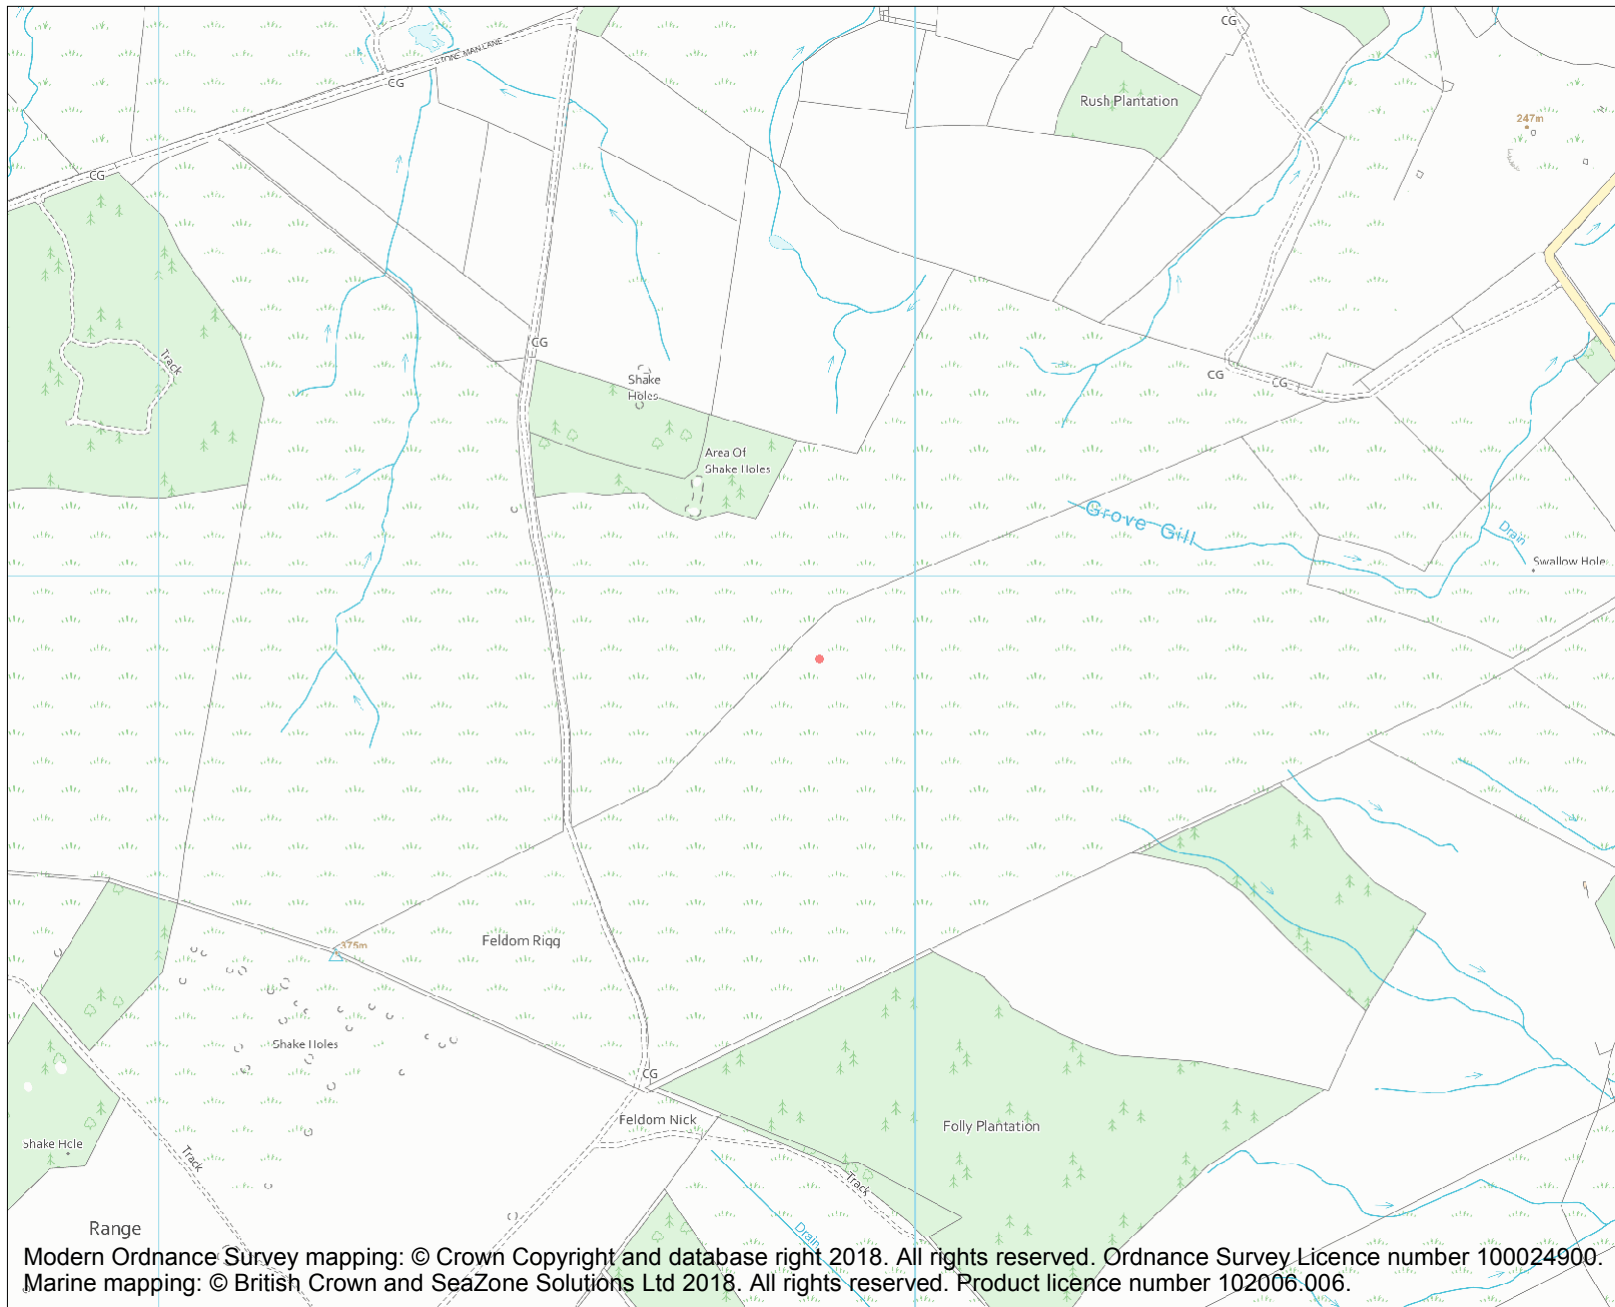 CG
LONG MAN LANE
CG
Rush Plantation
247m
CG
CG
Track
Shake
Holes
CG
CG
Area Of
Shake Holes
Grove Gill
Drain
Swallow Hole
375m
Feldom Rigg
Shake Holes
CG
Feldom Nick
Folly Plantation
Shake Hole
Track
Track
Range
Drain
Modern Ordnance Survey mapping: © Crown Copyright and database right 2018. All rights reserved. Ordnance Survey Licence number 100024900.
Marine mapping: © British Crown and SeaZone Solutions Ltd 2018. All rights reserved. Product licence number 102006.006.